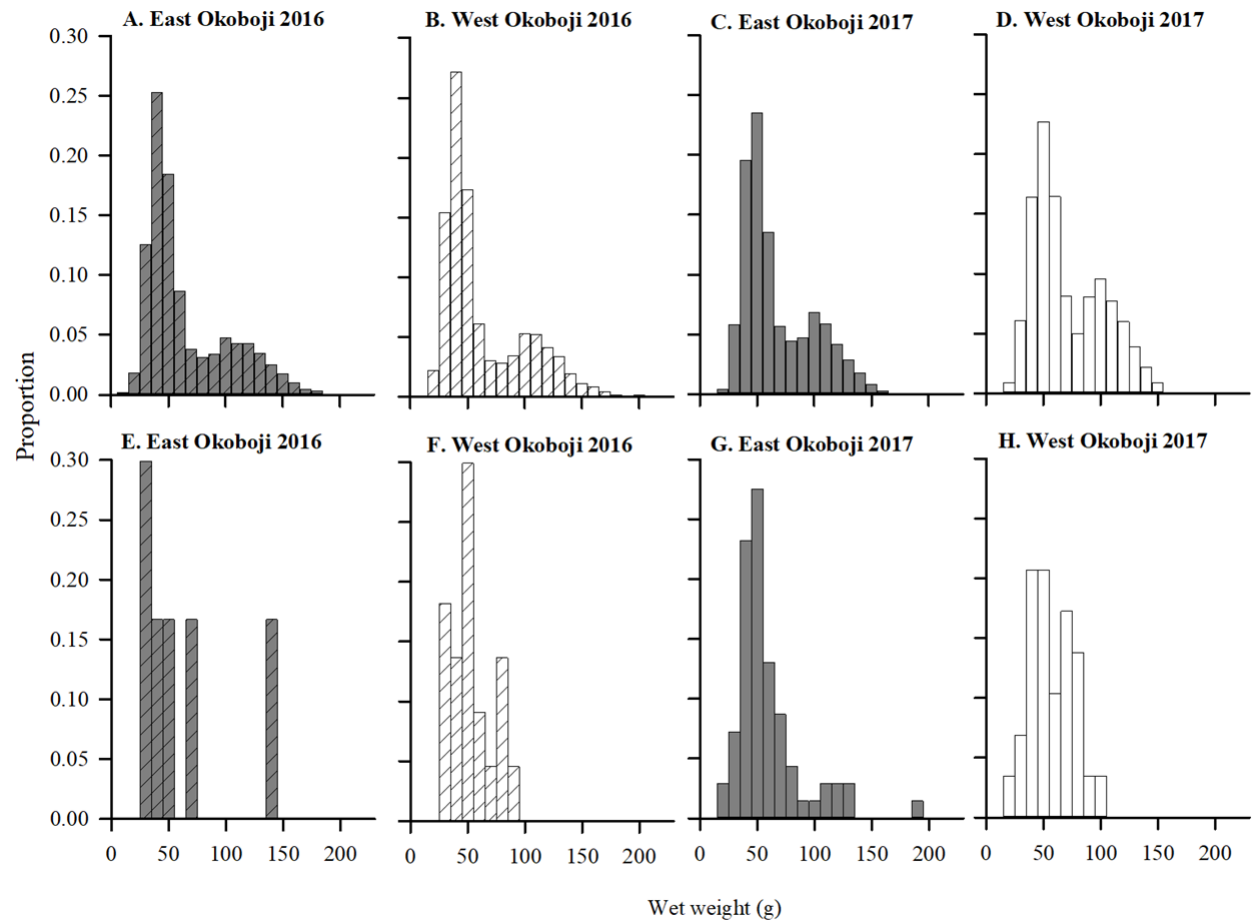 A. East Okoboji 2016
B. West Okoboji 2016
C. East Okoboji 2017
D. West Okoboji 2017
0.30
0.25
0.20
0.15
0.10
0.05
0.00
Proportion
E. East Okoboji 2016
F. West Okoboji 2016
G. East Okoboji 2017
H. West Okoboji 2017
0.30
0.25
0.20
0.15
0.10
0.05
0.00
0 50 100 150 200
0 50 100 150 200
0 50 100 150 200
0 50 100 150 200
Wet weight (g)